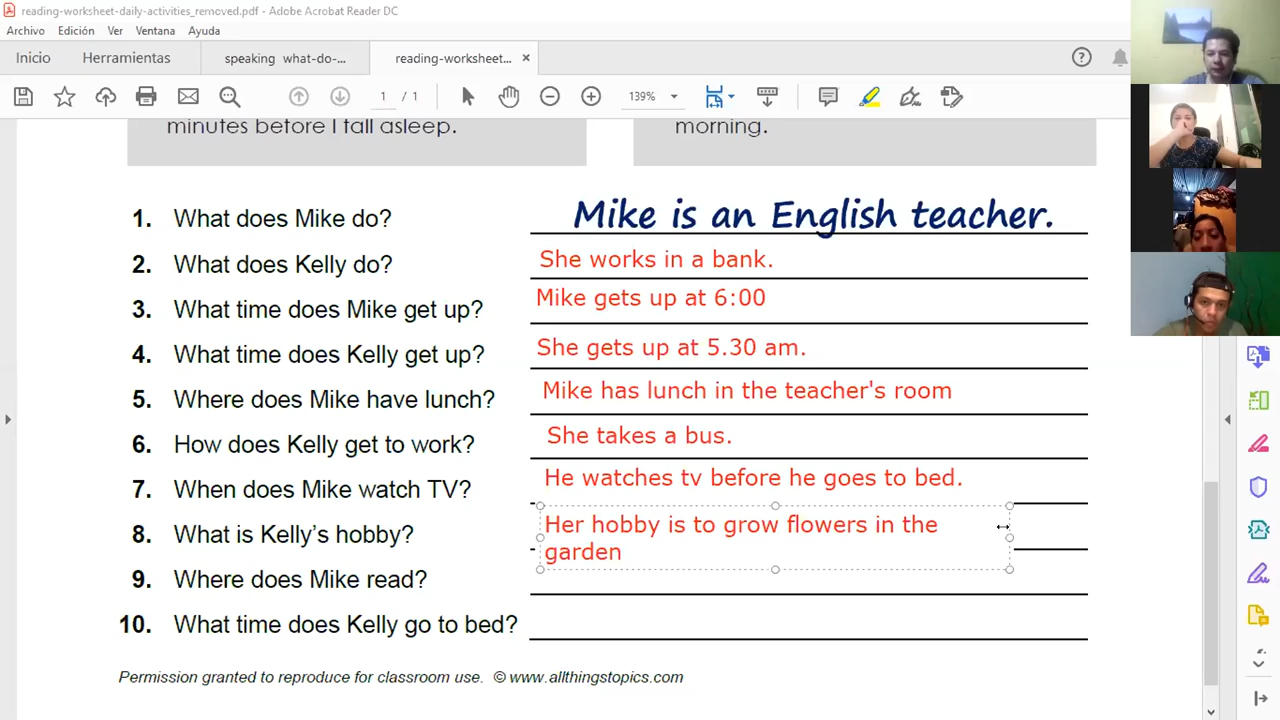 reading-worksheet-daily-activities_removed.pdf - Adobe Acrobat Reader DC
Archivo Edición Ver Ventana Ayuda
Inicio Herramientas speaking what-do-... reading-worksheet... ×
1 / 1 139%
minutes before I fall asleep. morning.
1. What does Mike do? Mike is an English teacher.
2. What does Kelly do? She works in a bank.
3. What time does Mike get up? Mike gets up at 6:00
4. What time does Kelly get up? She gets up at 5.30 am.
5. Where does Mike have lunch? Mike has lunch in the teacher's room
6. How does Kelly get to work? She takes a bus.
7. When does Mike watch TV? He watches tv before he goes to bed.
8. What is Kelly's hobby? Her hobby is to grow flowers in the
garden
9. Where does Mike read?
10. What time does Kelly go to bed?
Permission granted to reproduce for classroom use. © www.allthingstopics.com